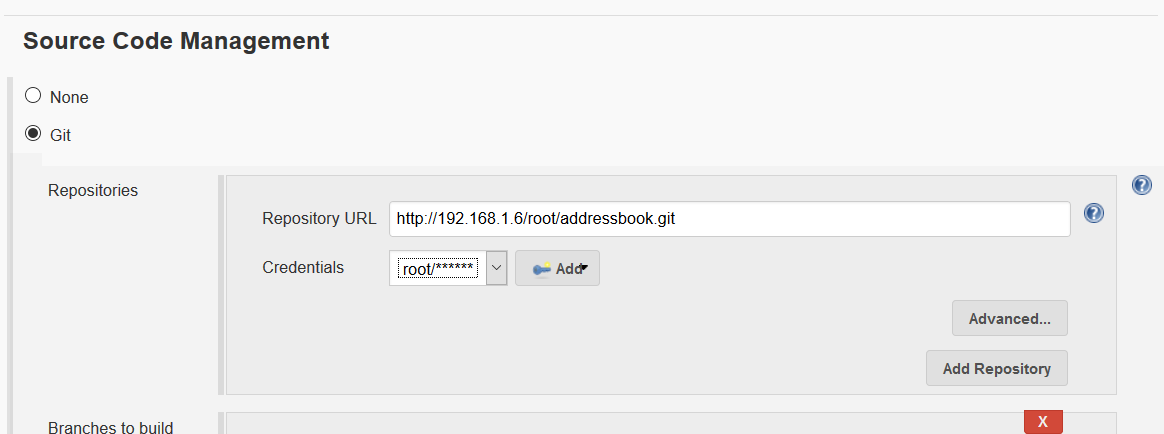 Source Code Management
None
Git
Repositories
Repository URL http://192.168.1.6/root/addressbook.git
Credentials root/****** Add
Advanced...
Add Repository
Branches to build X